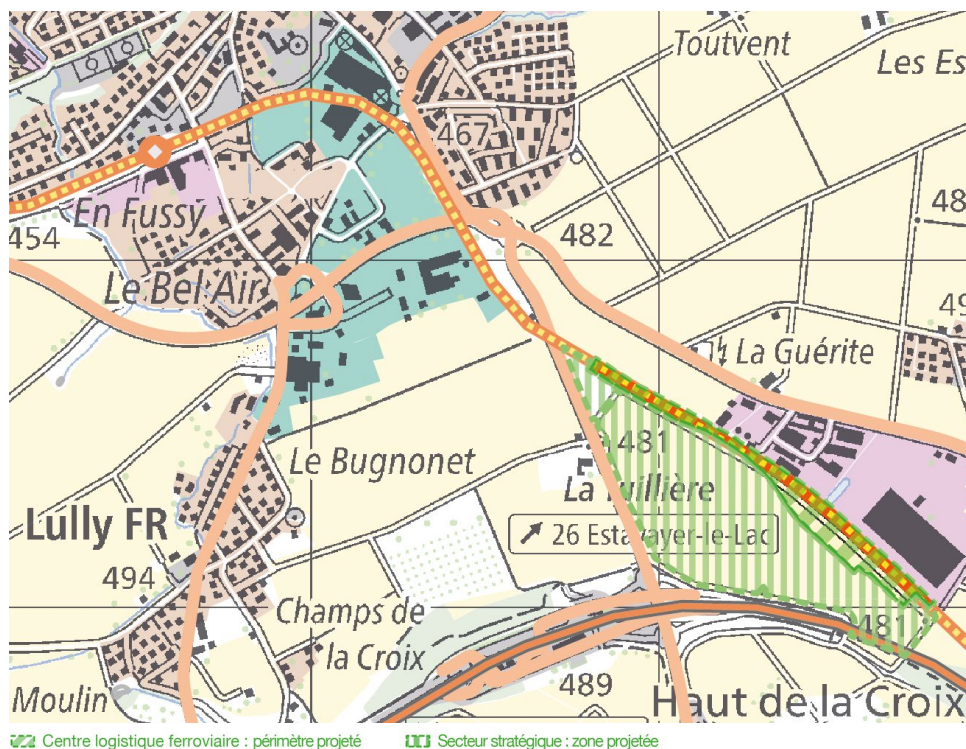 Toutvent
Les Es
467
En Fussy
454
482
48
Le Bel Air
49
La Guérite
481
Le Bugnonet
La Tuillière
Lully FR
26 Estavayer-le-Lac
494
Champs de
la Croix
481
489
Moulin
Haut de la Croix
Centre logistique ferroviaire : périmètre projeté
Secteur stratégique : zone projetée